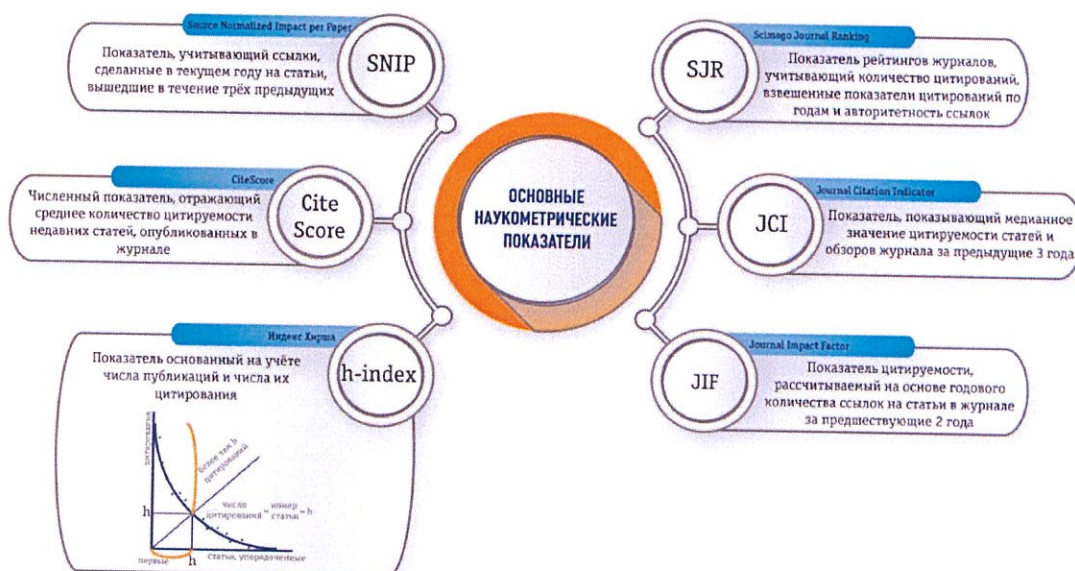 Source Normalized Impact per Paper
SNIP
Показатель, учитывающий ссылки,
сделанные в текущем году на статьи,
вышедшие в течение трёх предыдущих
CiteScore
Cite
Score
Численный показатель, отражающий
среднее количество цитируемости
недавних статей, опубликованных в
журнале
Индекс Хирша
h-index
Показатель основанный на учёте
числа публикаций и числа их
цитирования
цитирования
более чем h
цитирований
число
цитирования = номер
статьи = h
h
первые
h
статьи, упорядоченные
ОСНОВНЫЕ
НАУКОМЕТРИЧЕСКИЕ
ПОКАЗАТЕЛИ
Scimago Journal Ranking
SJR
Показатель рейтингов журналов,
учитывающий количество цитирований,
взвешенные показатели цитирований по
годам и авторитетность ссылок
Journal Citation Indicator
JCI
Показатель, показывающий медианное
значение цитируемости статей и
обзоров журнала за предыдущие 3 года
Journal Impact Factor
JIF
Показатель цитируемости,
рассчитываемый на основе годового
количества ссылок на статьи в журнале
за предшествующие 2 года